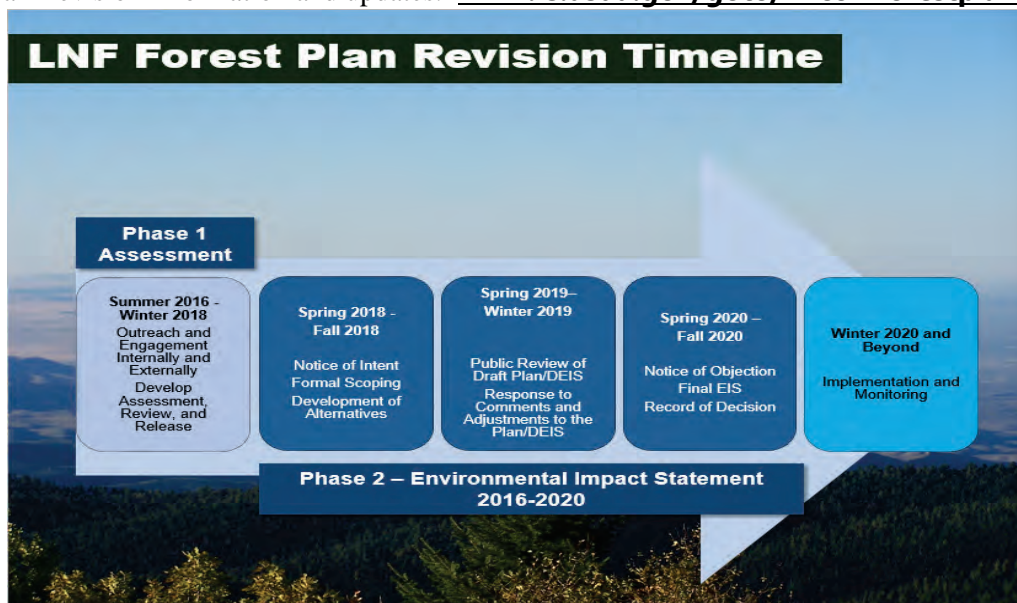 information and updates:
LNF Forest Plan Revision Timeline
Phase 1
Assessment
Summer 2016 -
Winter 2018
Outreach and
Engagement
Internally and
Externally
Develop
Assessment,
Review, and
Release
Spring 2018 -
Fall 2018
Notice of Intent
Formal Scoping
Development of
Alternatives
Spring 2019–
Winter 2019
Public Review of
Draft Plan/DEIS
Response to
Comments and
Adjustments to the
Plan/DEIS
Spring 2020 –
Fall 2020
Notice of Objection
Final EIS
Record of Decision
Winter 2020 and
Beyond
Implementation and
Monitoring
Phase 2 – Environmental Impact Statement
2016-2020